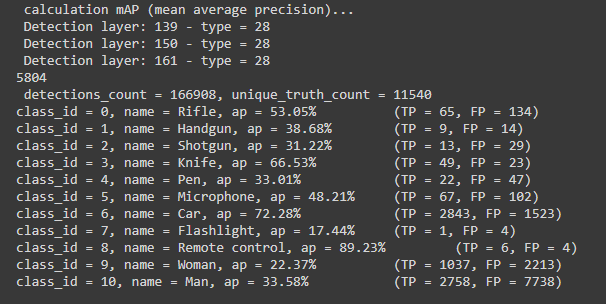 calculation mAP (mean average precision)...
Detection layer: 139 - type = 28
Detection layer: 150 - type = 28
Detection layer: 161 - type = 28
5804
detections_count = 166908, unique_truth_count = 11540
class_id = 0, name = Rifle, ap = 53.05% (TP = 65, FP = 134)
class_id = 1, name = Handgun, ap = 38.68% (TP = 9, FP = 14)
class_id = 2, name = Shotgun, ap = 31.22% (TP = 13, FP = 29)
class_id = 3, name = Knife, ap = 66.53% (TP = 49, FP = 23)
class_id = 4, name = Pen, ap = 33.01% (TP = 22, FP = 47)
class_id = 5, name = Microphone, ap = 48.21% (TP = 67, FP = 102)
class_id = 6, name = Car, ap = 72.28% (TP = 2843, FP = 1523)
class_id = 7, name = Flashlight, ap = 17.44% (TP = 1, FP = 4)
class_id = 8, name = Remote control, ap = 89.23% (TP = 6, FP = 4)
class_id = 9, name = Woman, ap = 22.37% (TP = 1037, FP = 2213)
class_id = 10, name = Man, ap = 33.58% (TP = 2758, FP = 7738)